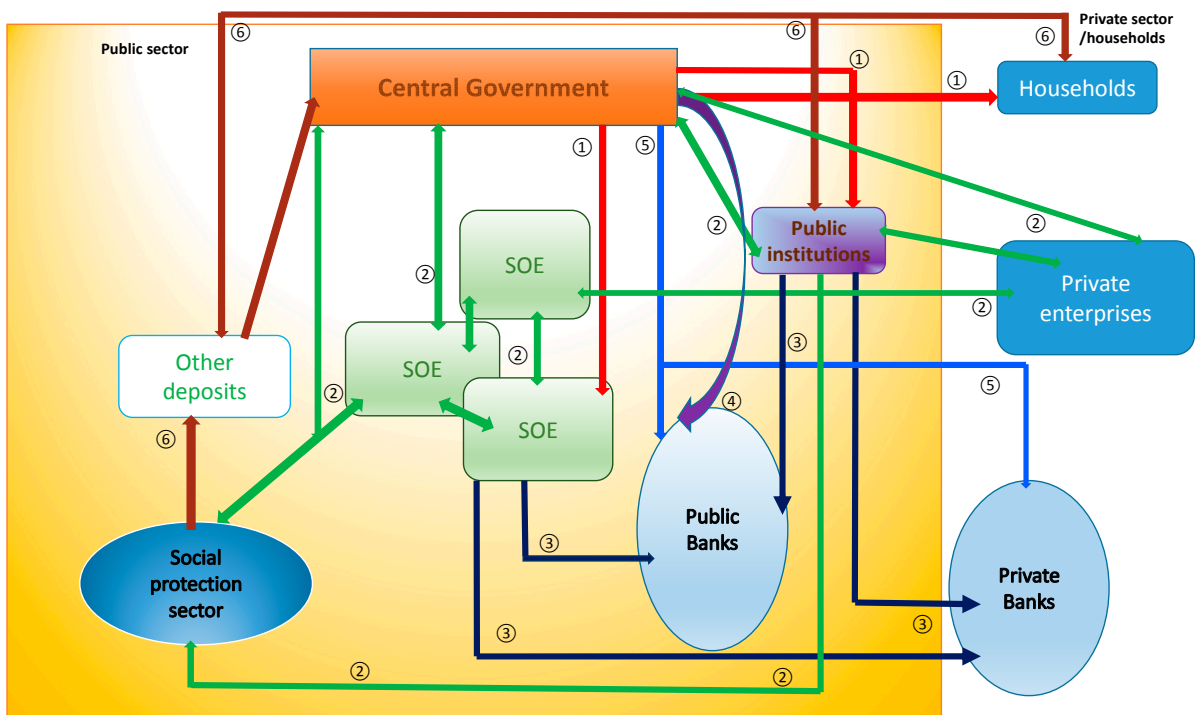 ⑥
⑥
Private sector
/households
⑥
Public sector
①
①
Households
Central Government
①
⑤
②
Public
institutions
②
Private
enterprises
②
SOE
②
SOE
②
③
Other
deposits
②
SOE
④
⑤
⑥
Public
Banks
③
Social
protection
sector
Private
Banks
③
③
②
②